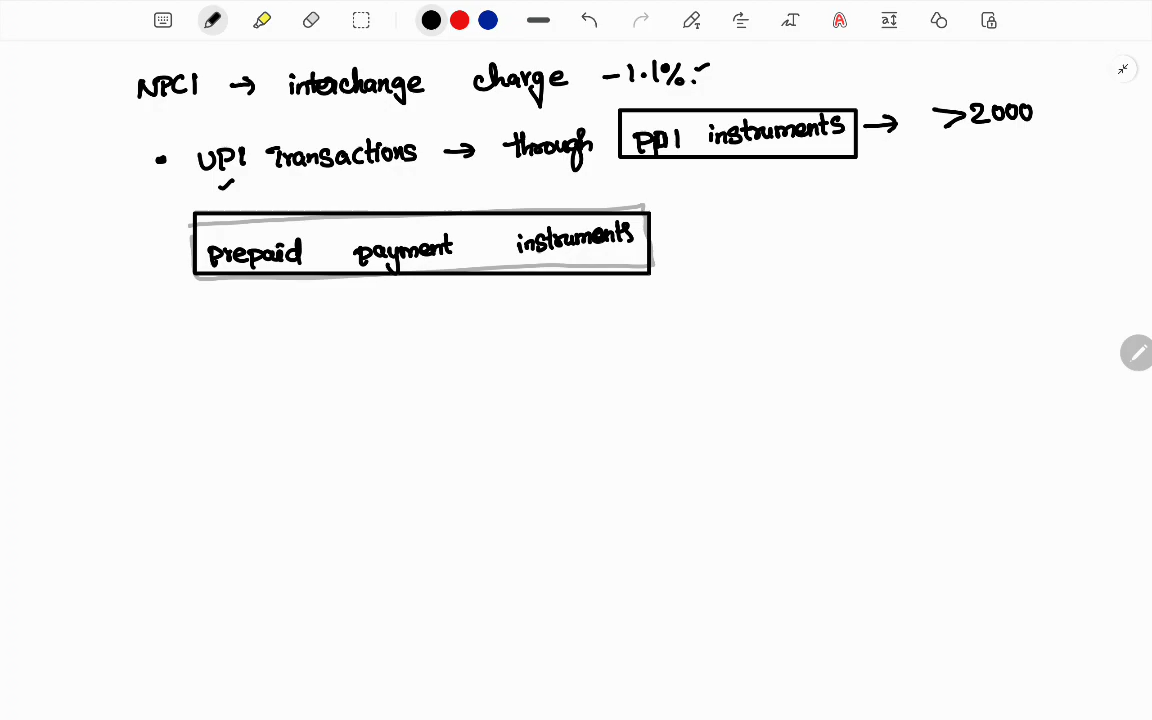 NPCI → interchange charge - 1.1%.
• UPI Transactions → through PPI instruments → >2000
prepaid payment instruments